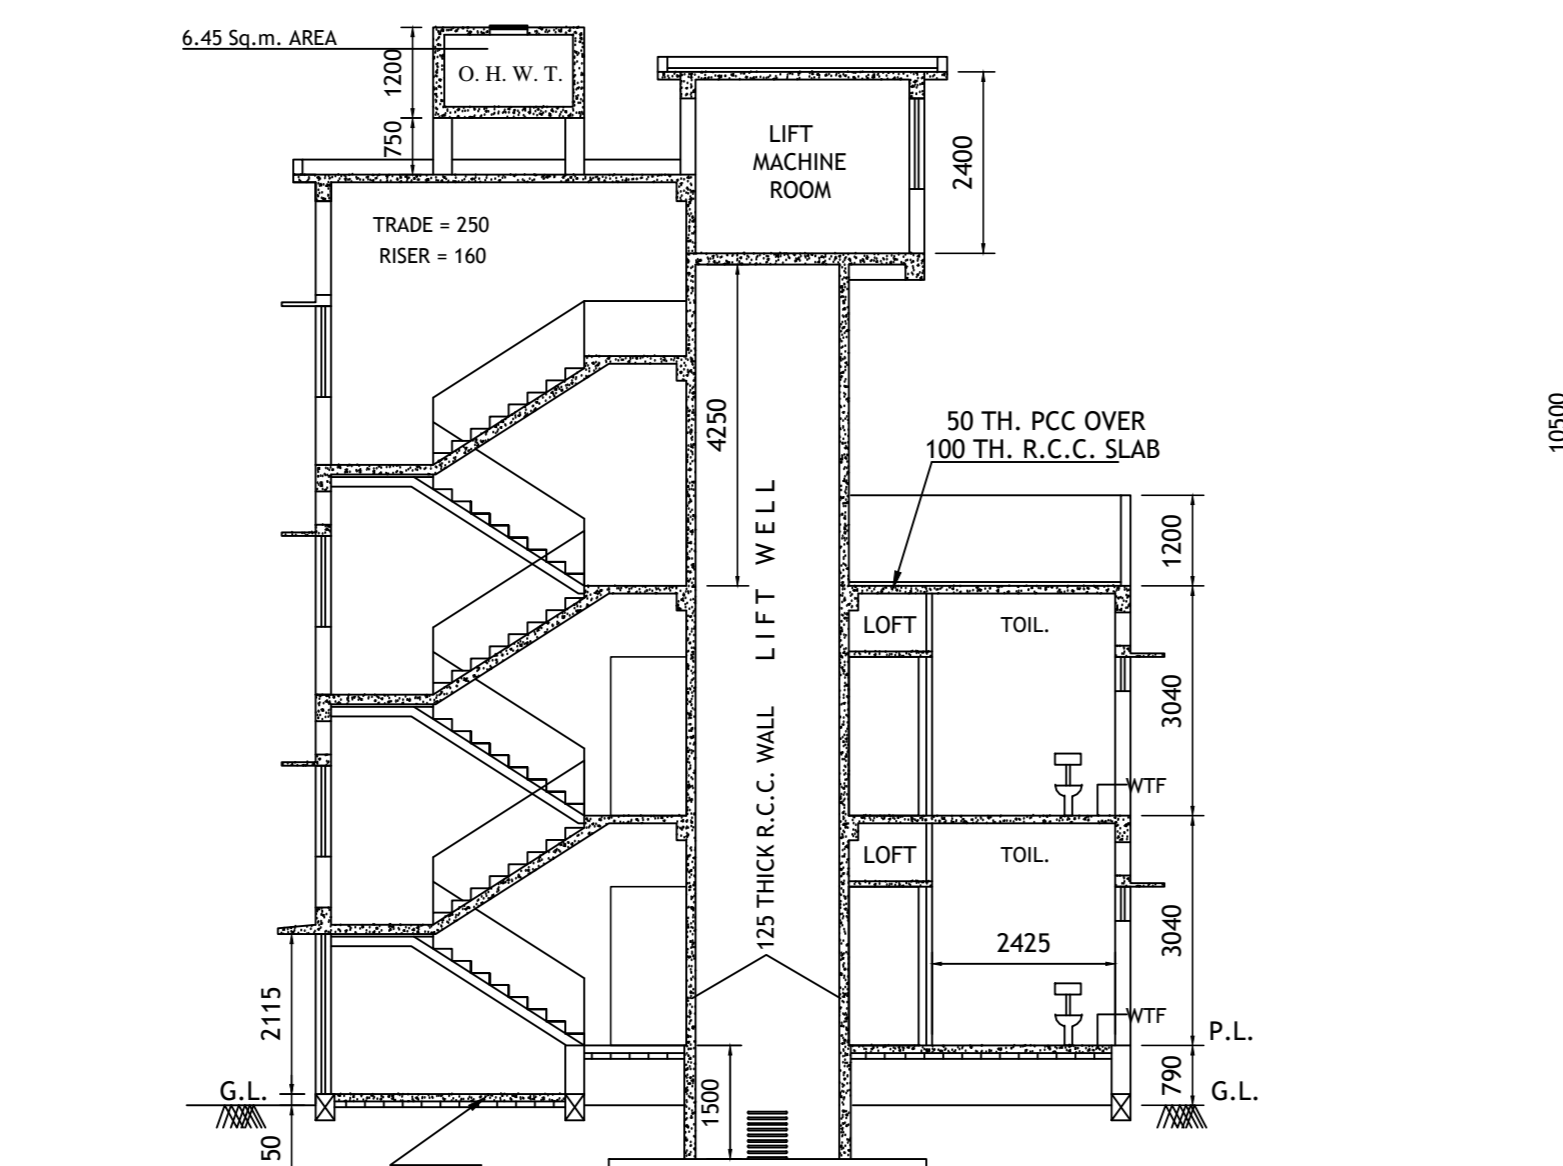 6.45 Sq.m. AREA
1200
O. H. W. T.
750
LIFT
MACHINE
ROOM
2400
TRADE = 250
RISER = 160
4250
50 TH. PCC OVER
100 TH. R.C.C. SLAB
10500
1200
LIFT WELL
LOFT
TOIL.
3040
WTF
125 THICK R.C.C. WALL
LOFT
TOIL.
3040
2425
WTF
2115
P.L.
790
G.L.
G.L.
1500
50